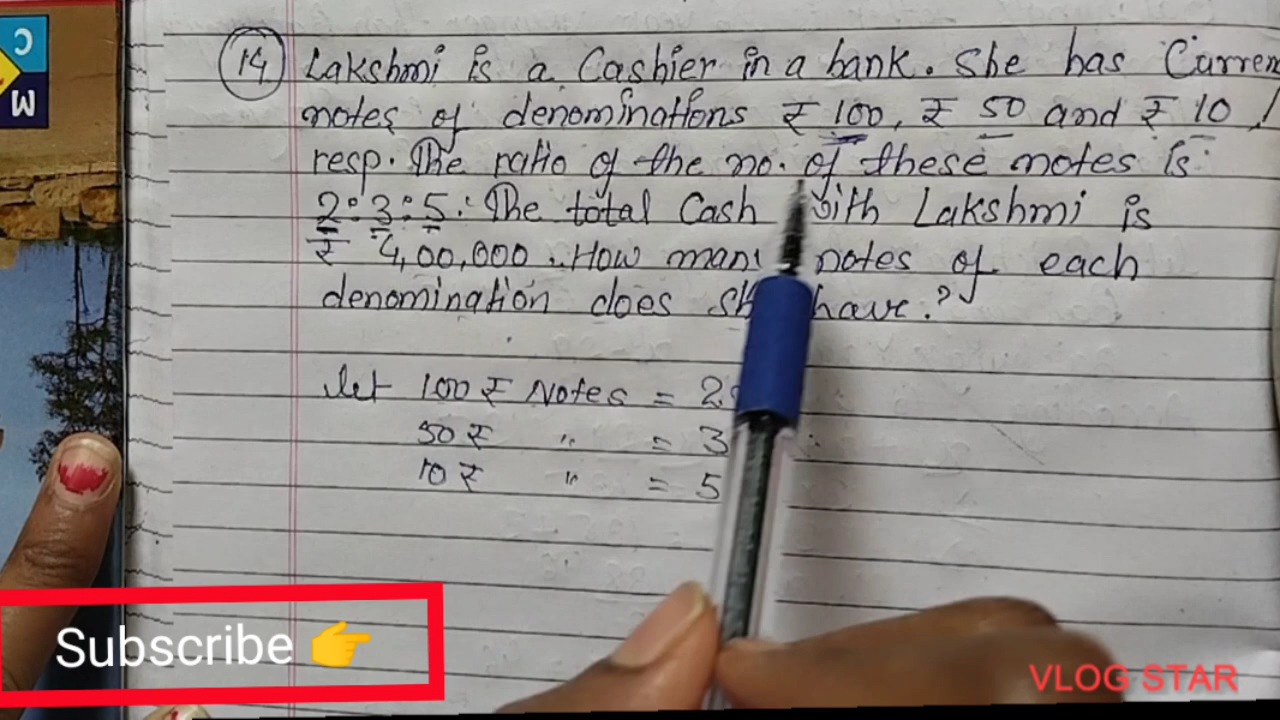 14 Lakshmi is a Cashier in a bank. She has Curren
notes of denominations ₹ 100, ₹ 50 and ₹ 10
resp. The ratio of the no. of these notes is
2:3:5. The total Cash with Lakshmi is
₹ 4,00,000. How many notes of each
denomination does have?
let 100 ₹ Notes = 2
50 ₹ " = 3
10 ₹ " = 5
Subscribe 👉
VLOG STAR
C
M